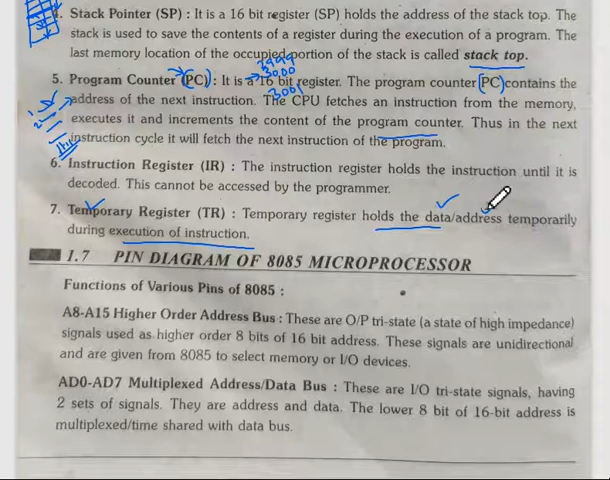 4. Stack Pointer (SP) : It is a 16 bit register (SP) holds the address of the stack top. The
stack is used to save the contents of a register during the execution of a program. The
last memory location of the occupied portion of the stack is called stack top.
2999
5. Program Counter (PC) : It is a 16 bit register. The program counter (PC) contains the
3000
address of the next instruction. The CPU fetches an instruction from the memory,
3001
executes it and increments the content of the program counter. Thus in the next
instruction cycle it will fetch the next instruction of the program.
6. Instruction Register (IR) : The instruction register holds the instruction until it is
decoded. This cannot be accessed by the programmer.
7. Temporary Register (TR) : Temporary register holds the data/address temporarily
during execution of instruction.
1.7 PIN DIAGRAM OF 8085 MICROPROCESSOR
Functions of Various Pins of 8085 :
A8-A15 Higher Order Address Bus : These are O/P tri-state (a state of high impedance)
signals used as higher order 8 bits of 16 bit address. These signals are unidirectional
and are given from 8085 to select memory or I/O devices.
AD0-AD7 Multiplexed Address/Data Bus : These are I/O tri-state signals, having
2 sets of signals. They are address and data. The lower 8 bit of 16-bit address is
multiplexed/time shared with data bus.